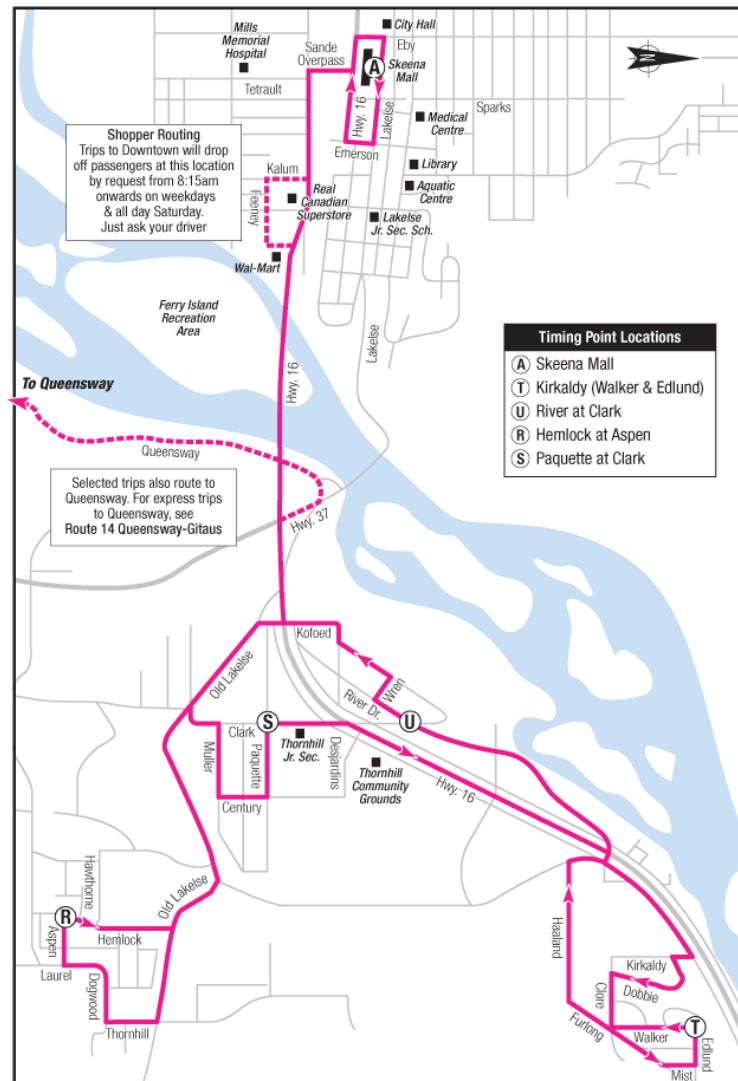 City Hall
Mills
Memorial
Hospital
Sande
Overpass
Eby
A
Skeena
Mall
Tetrault
Hwy. 16
Lakelse
Sparks
Medical
Centre
Emerson
Library
Aquatic
Centre
Shopper Routing
Trips to Downtown will drop
off passengers at this location
by request from 8:15am
onwards on weekdays
& all day Saturday.
Just ask your driver
Kalum
Feeney
Real
Canadian
Superstore
Lakelse
Jr. Sec. Sch.
Wal-Mart
Ferry Island
Recreation
Area
Lakelse
Hwy. 16
Timing Point Locations
A Skeena Mall
T Kirkaldy (Walker & Edlund)
U River at Clark
R Hemlock at Aspen
S Paquette at Clark
To Queensway
Queensway
Selected trips also route to
Queensway. For express trips
to Queensway, see
Route 14 Queensway-Gitaus
Hwy. 37
Kofoed
Old Lakelse
Wren
River Dr.
U
S
Clark
Muller
Paquette
Thornhill
Jr. Sec.
Desjardins
Thornhill
Community
Grounds
Hwy. 16
Century
Hawthorne
Old Lakelse
R
Hemlock
Aspen
Laurel
Dogwood
Thornhill
Haaland
Kirkaldy
Dobbie
Clore
Furlong
Walker
T
Edlund
Mist
N